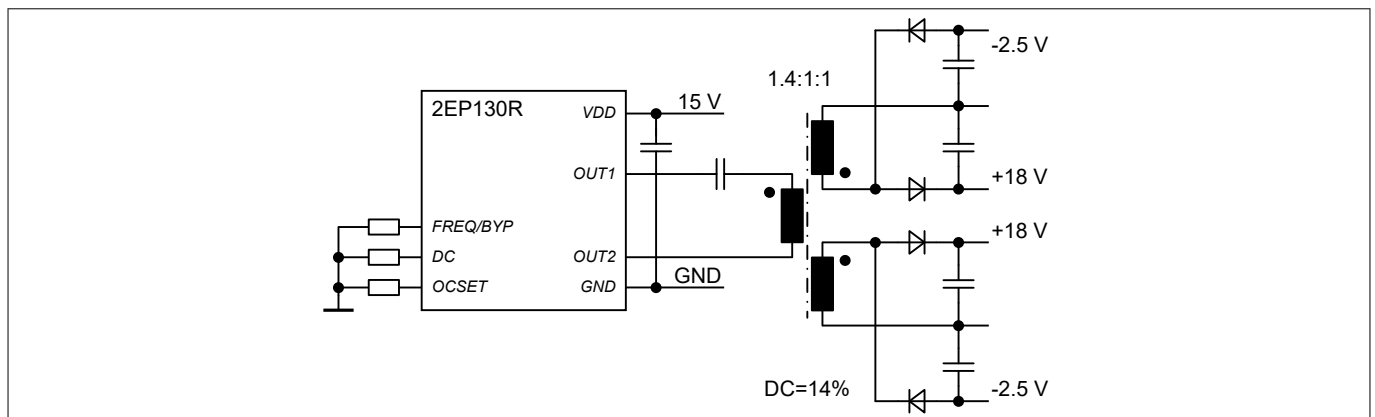 -2.5 V
1.4:1:1
2EP130R
VDD
15 V
OUT1
+18 V
+18 V
FREQ/BYP
DC
OUT2
OCSET
GND
GND
DC=14%
-2.5 V